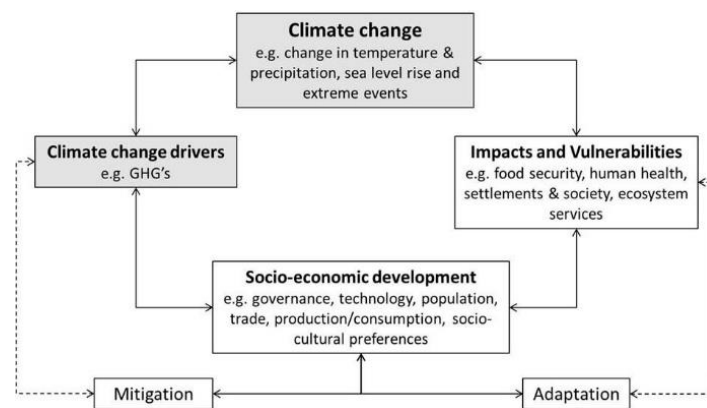 Climate change
e.g. change in temperature &
precipitation, sea level rise and
extreme events
Climate change drivers
e.g. GHG's
Impacts and Vulnerabilities
e.g. food security, human health,
settlements & society, ecosystem
services
Socio-economic development
e.g. governance, technology, population,
trade, production/consumption, socio-
cultural preferences
Mitigation
Adaptation